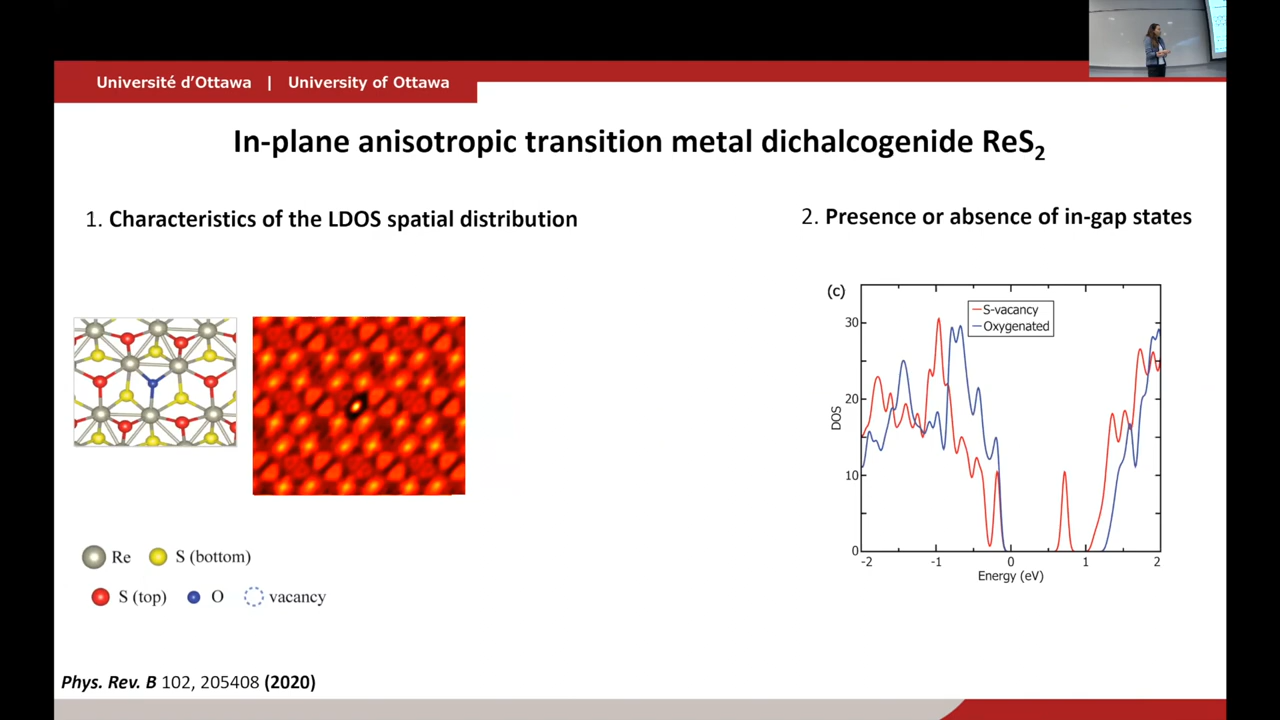 Université d'Ottawa | University of Ottawa
In-plane anisotropic transition metal dichalcogenide ReS2
1. Characteristics of the LDOS spatial distribution
2. Presence or absence of in-gap states
(c)
S-vacancy
Oxygenated
30
20
10
0
DOS
-2 -1 0 1 2
Energy (eV)
Re S (bottom)
S (top) O vacancy
Phys. Rev. B 102, 205408 (2020)